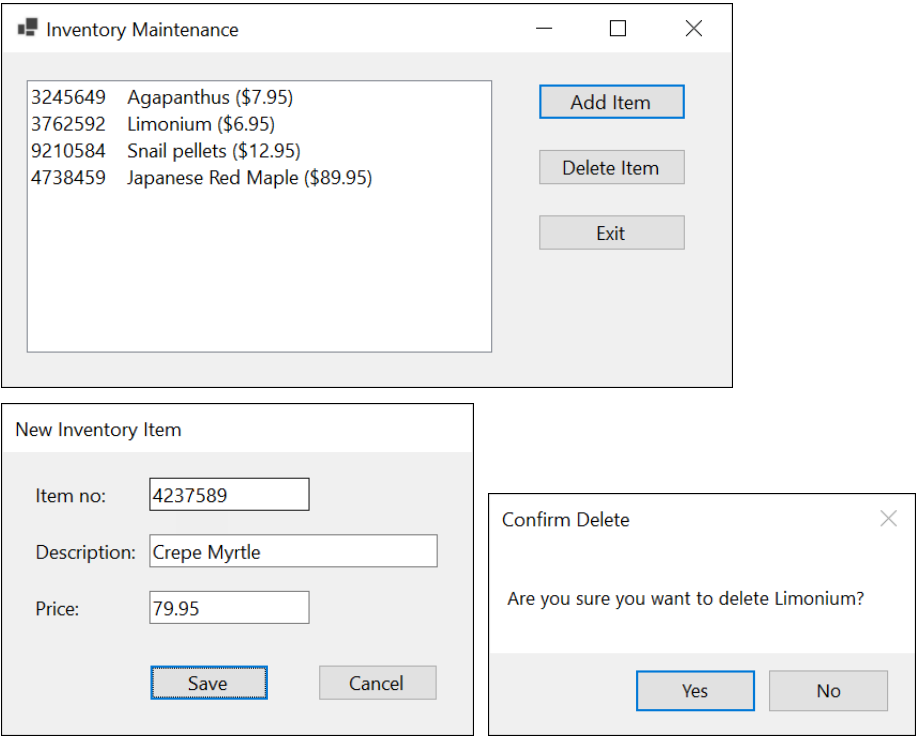 Inventory Maintenance
3245649 Agapanthus ($7.95)
3762592 Limonium ($6.95)
9210584 Snail pellets ($12.95)
4738459 Japanese Red Maple ($89.95)
Add Item
Delete Item
Exit
New Inventory Item
Item no: 4237589
Description: Crepe Myrtle
Price: 79.95
Save Cancel
Confirm Delete
Are you sure you want to delete Limonium?
Yes No